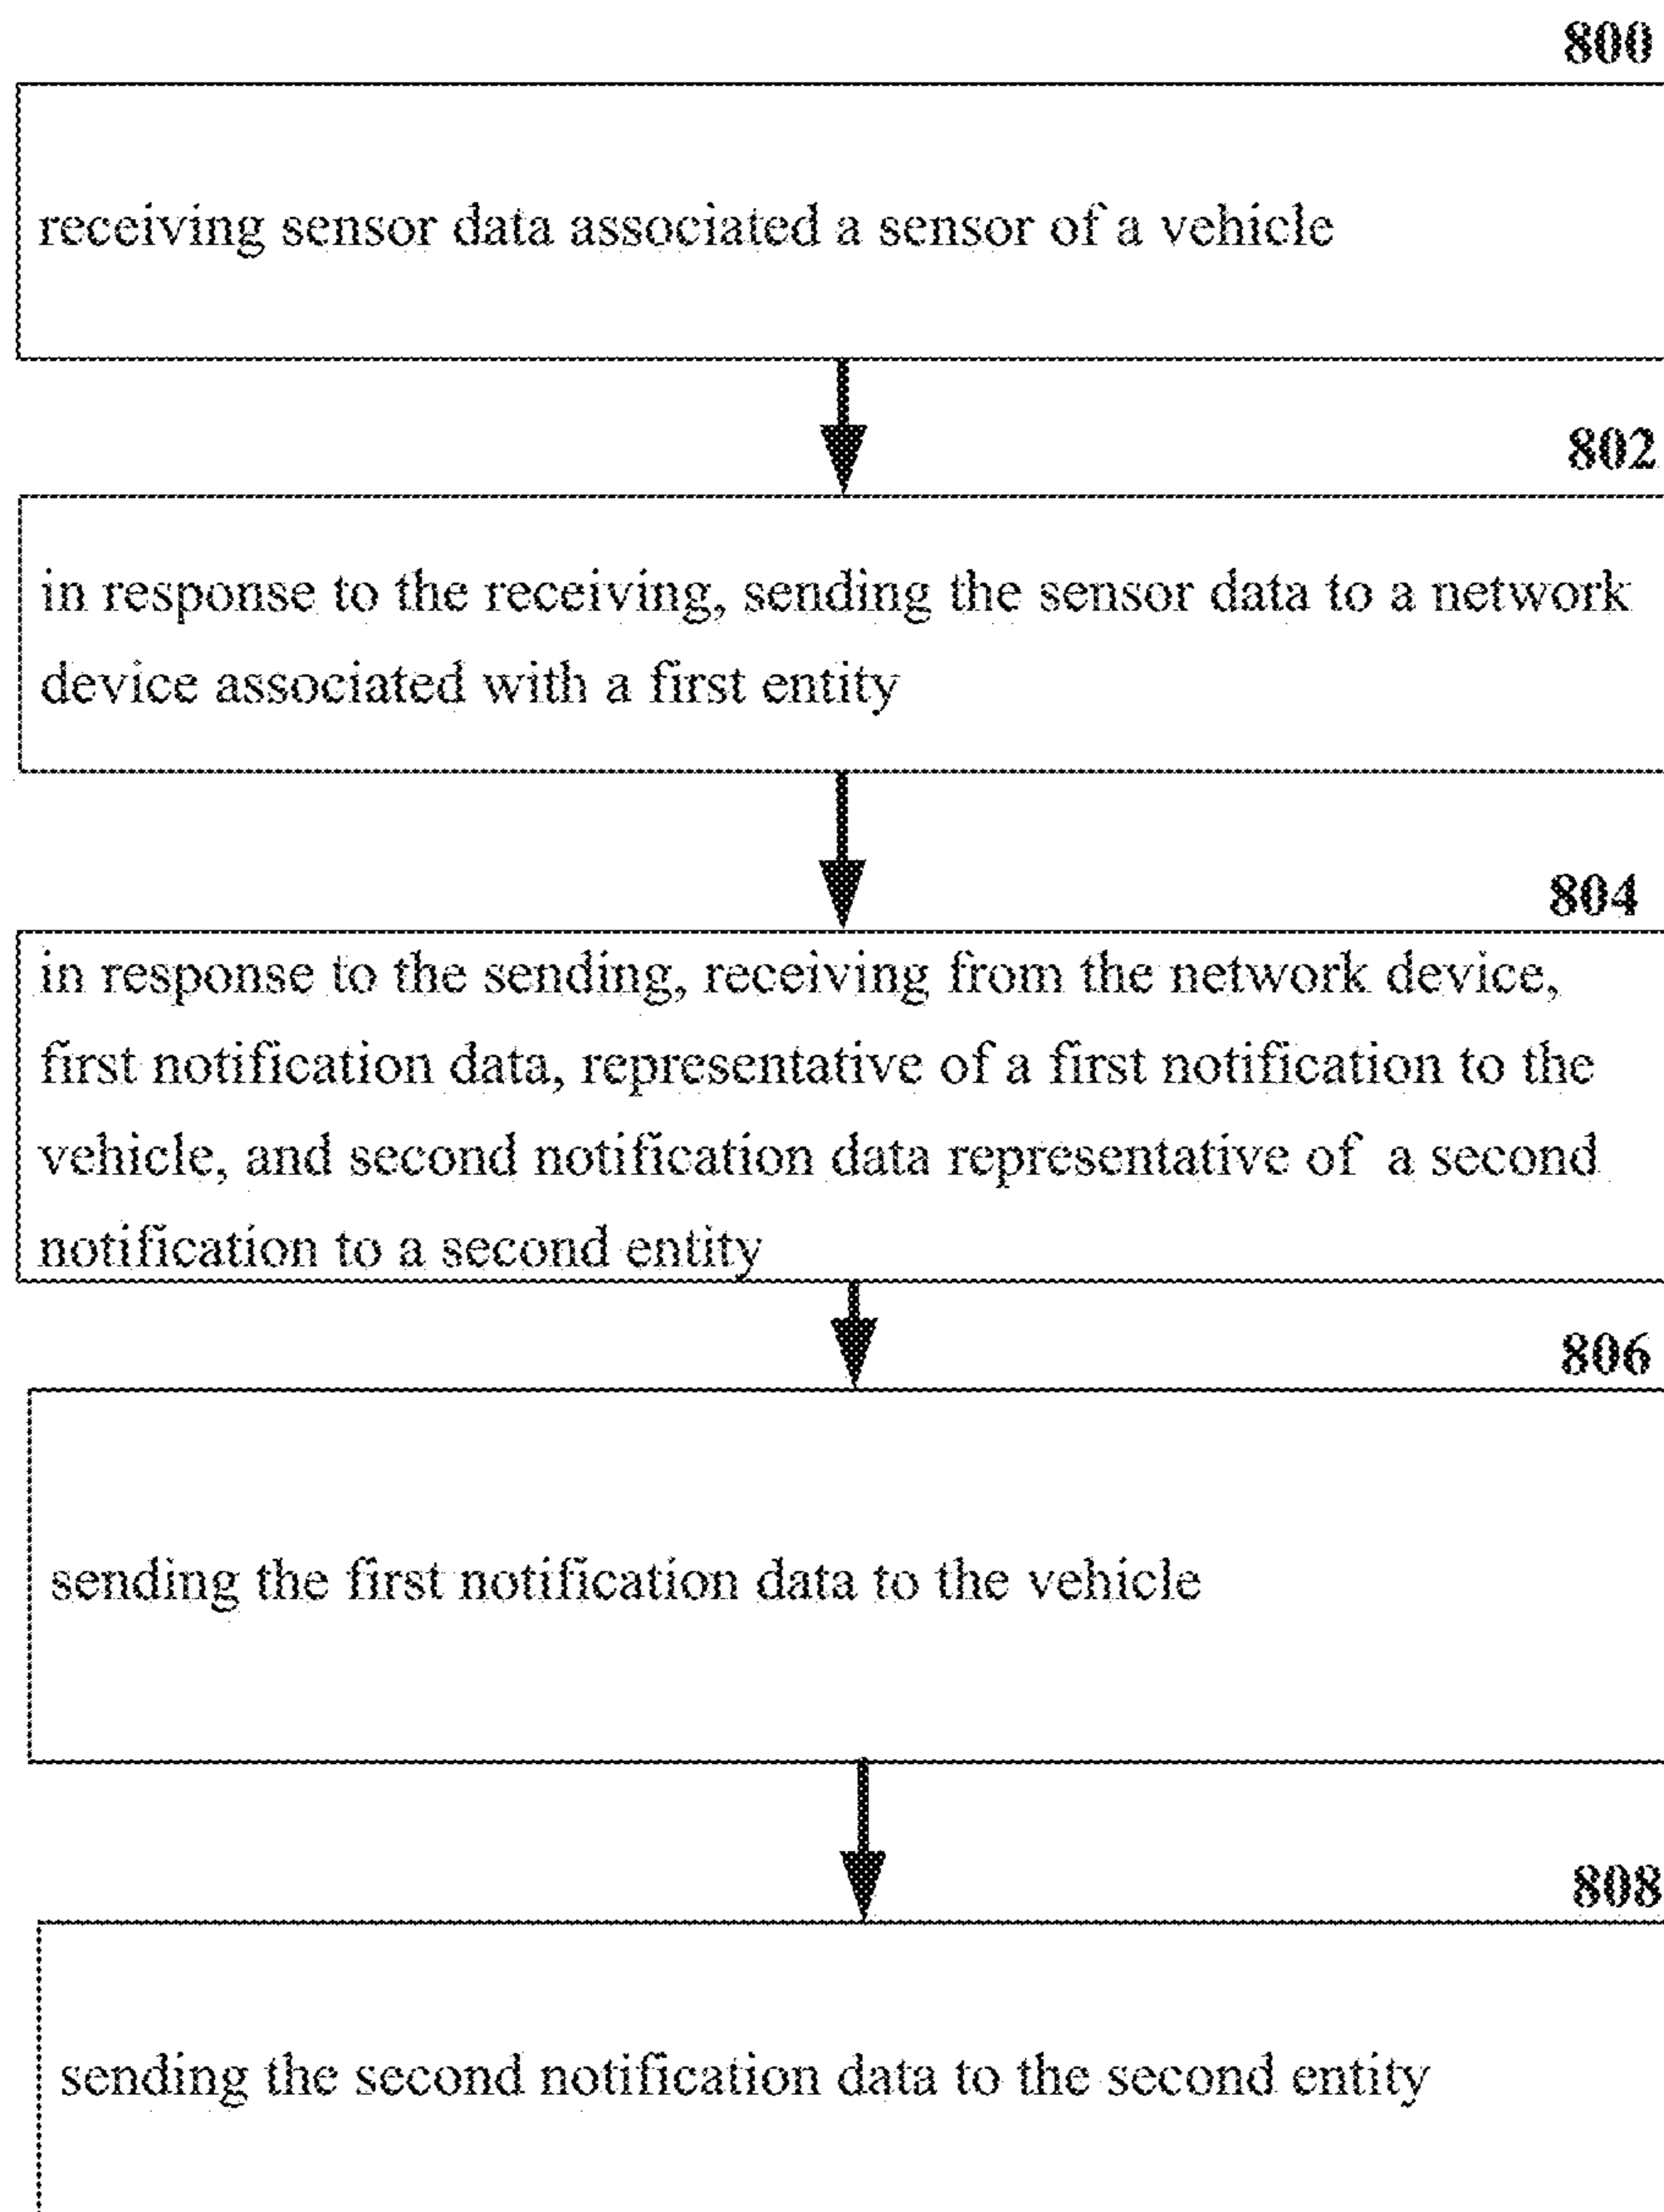 800
receiving sensor data associated a sensor of a vehicle
802
in response to the receiving, sending the sensor data to a network
device associated with a first entity
804
in response to the sending, receiving from the network device,
first notification data, representative of a first notification to the
vehicle, and second notification data representative of a second
notification to a second entity
806
sending the first notification data to the vehicle
808
sending the second notification data to the second entity